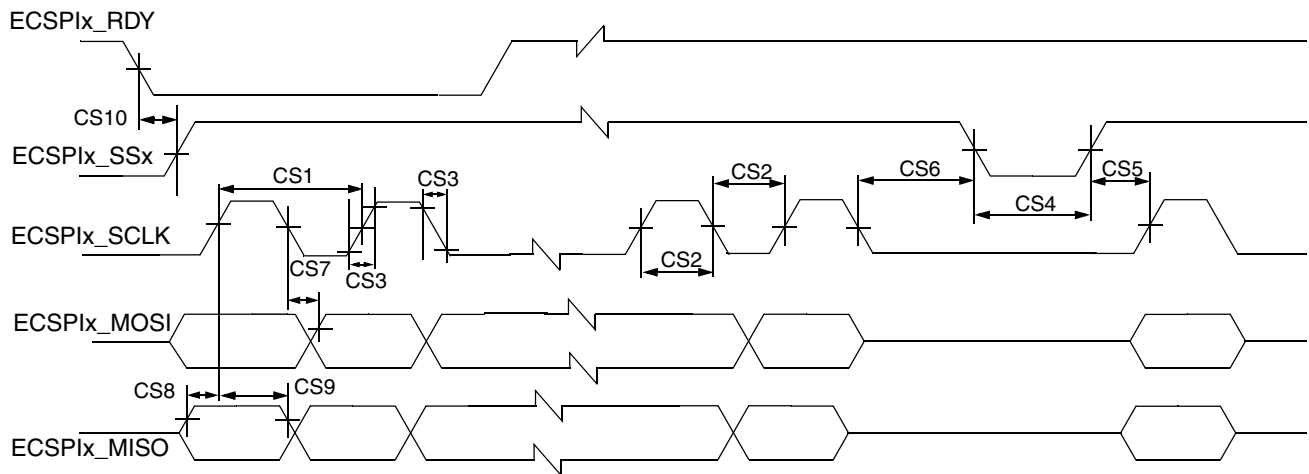 ECSPIx_RDY
CS10
ECSPIx_SSx
CS1
CS3
CS2
CS6
CS5
CS4
ECSPIx_SCLK
CS7
CS3
CS2
ECSPIx_MOSI
CS8
CS9
ECSPIx_MISO